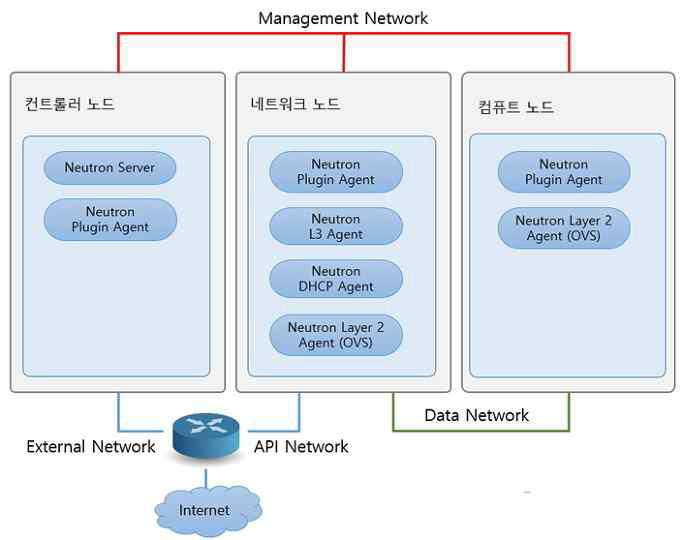 Management Network
컨트롤러 노드
Neutron Server
Neutron
Plugin Agent
네트워크 노드
Neutron
Plugin Agent
Neutron
L3 Agent
Neutron
DHCP Agent
Neutron Layer 2
Agent (OVS)
컴퓨트 노드
Neutron
Plugin Agent
Neutron Layer 2
Agent (OVS)
Data Network
External Network
API Network
Internet